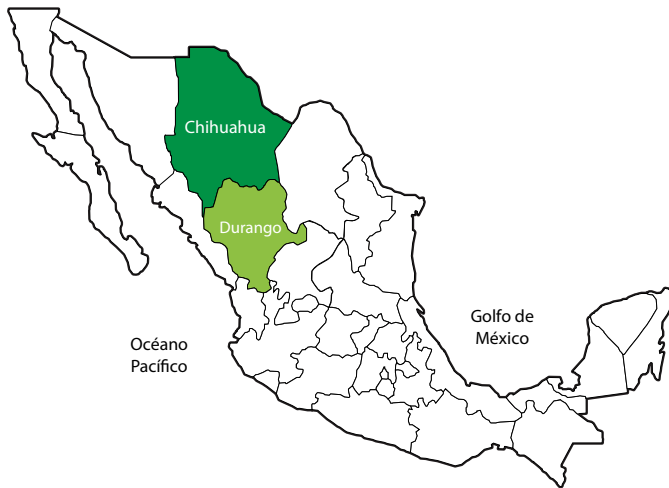 Chihuahua
Durango
Golfo de
México
Océano
Pacífico